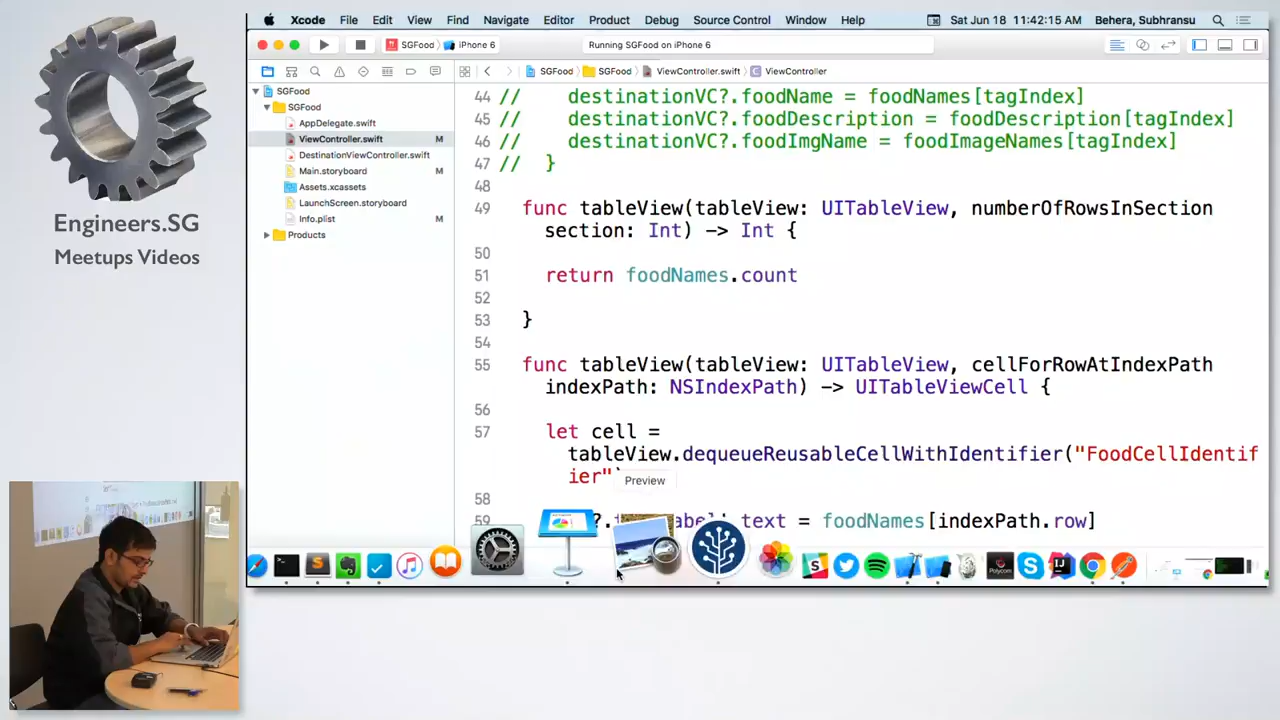 Engineers.SG
Meetups Videos
Xcode File Edit View Find Navigate Editor Product Debug Source Control Window Help Sat Jun 18 11:42:15 AM Behera, Subhransu
SGFood iPhone 6 Running SGFood on iPhone 6
SGFood SGFood ViewController.swift ViewController
SGFood
SGFood
AppDelegate.swift
ViewController.swift M
DestinationViewController.swift M
Main.storyboard M
Assets.xcassets
LaunchScreen.storyboard
Info.plist M
Products
44 // destinationVC?.foodName = foodNames[tagIndex]
45 // destinationVC?.foodDescription = foodDescription[tagIndex]
46 // destinationVC?.foodImgName = foodImageNames[tagIndex]
47 // }
48
49 func tableView(tableView: UITableView, numberOfRowsInSection
section: Int) -> Int {
50
51 return foodNames.count
52
53 }
54
55 func tableView(tableView: UITableView, cellForRowAtIndexPath
indexPath: NSIndexPath) -> UITableViewCell {
56
57 let cell =
tableView.dequeueReusableCellWithIdentifier("FoodCellIdentif
ier")
58
59 text = foodNames[indexPath.row]
Preview
Polycom